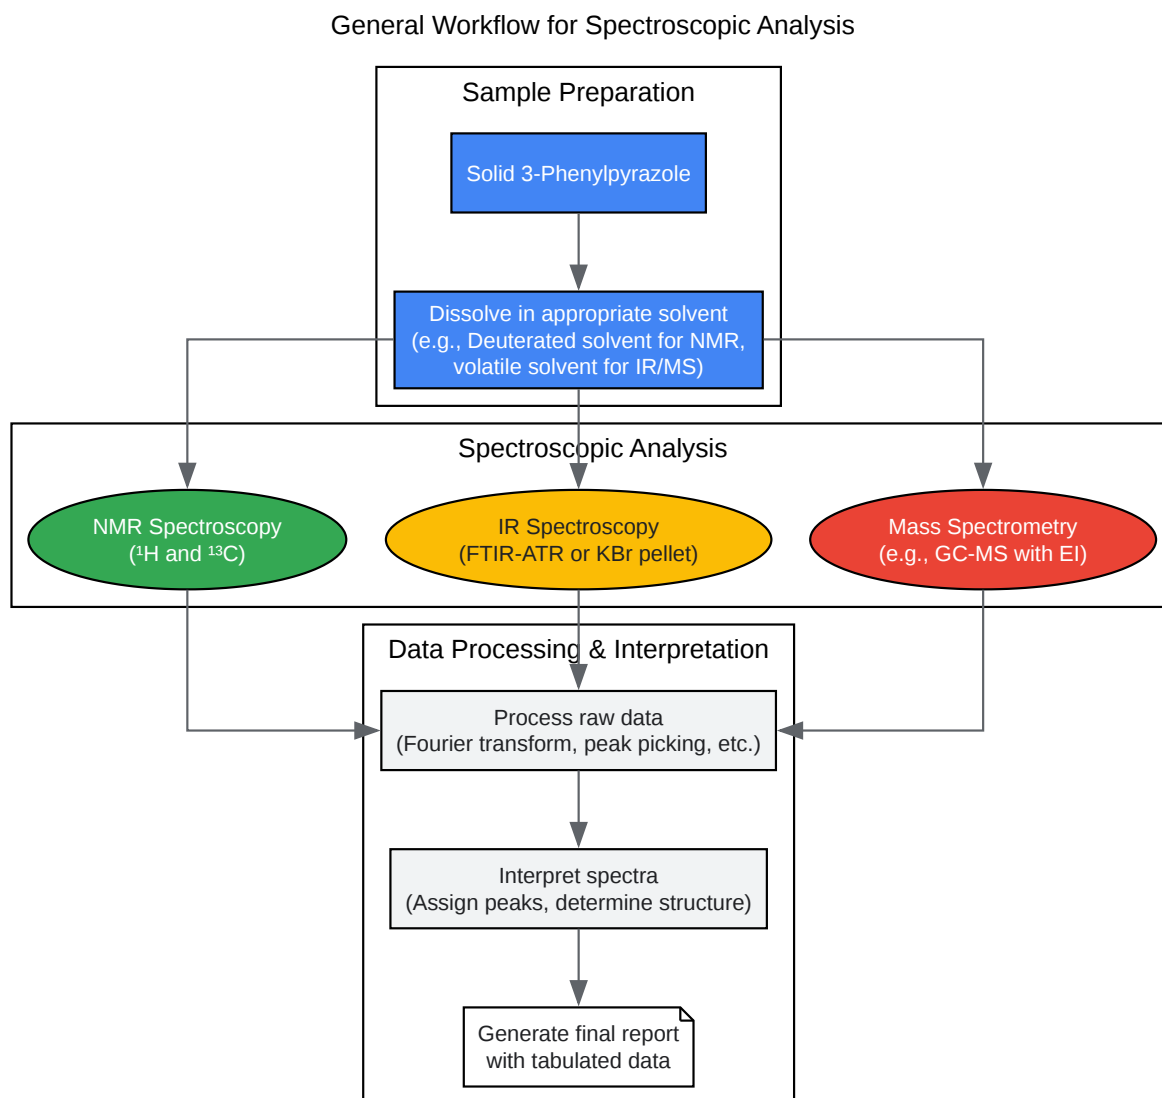 General Workflow for Spectroscopic Analysis
Sample Preparation
Solid 3-Phenylpyrazole
Dissolve in appropriate solvent
(e.g., Deuterated solvent for NMR,
volatile solvent for IR/MS)
Spectroscopic Analysis
NMR Spectroscopy
(¹H and ¹³C)
IR Spectroscopy
(FTIR-ATR or KBr pellet)
Mass Spectrometry
(e.g., GC-MS with EI)
Data Processing & Interpretation
Process raw data
(Fourier transform, peak picking, etc.)
Interpret spectra
(Assign peaks, determine structure)
Generate final report
with tabulated data